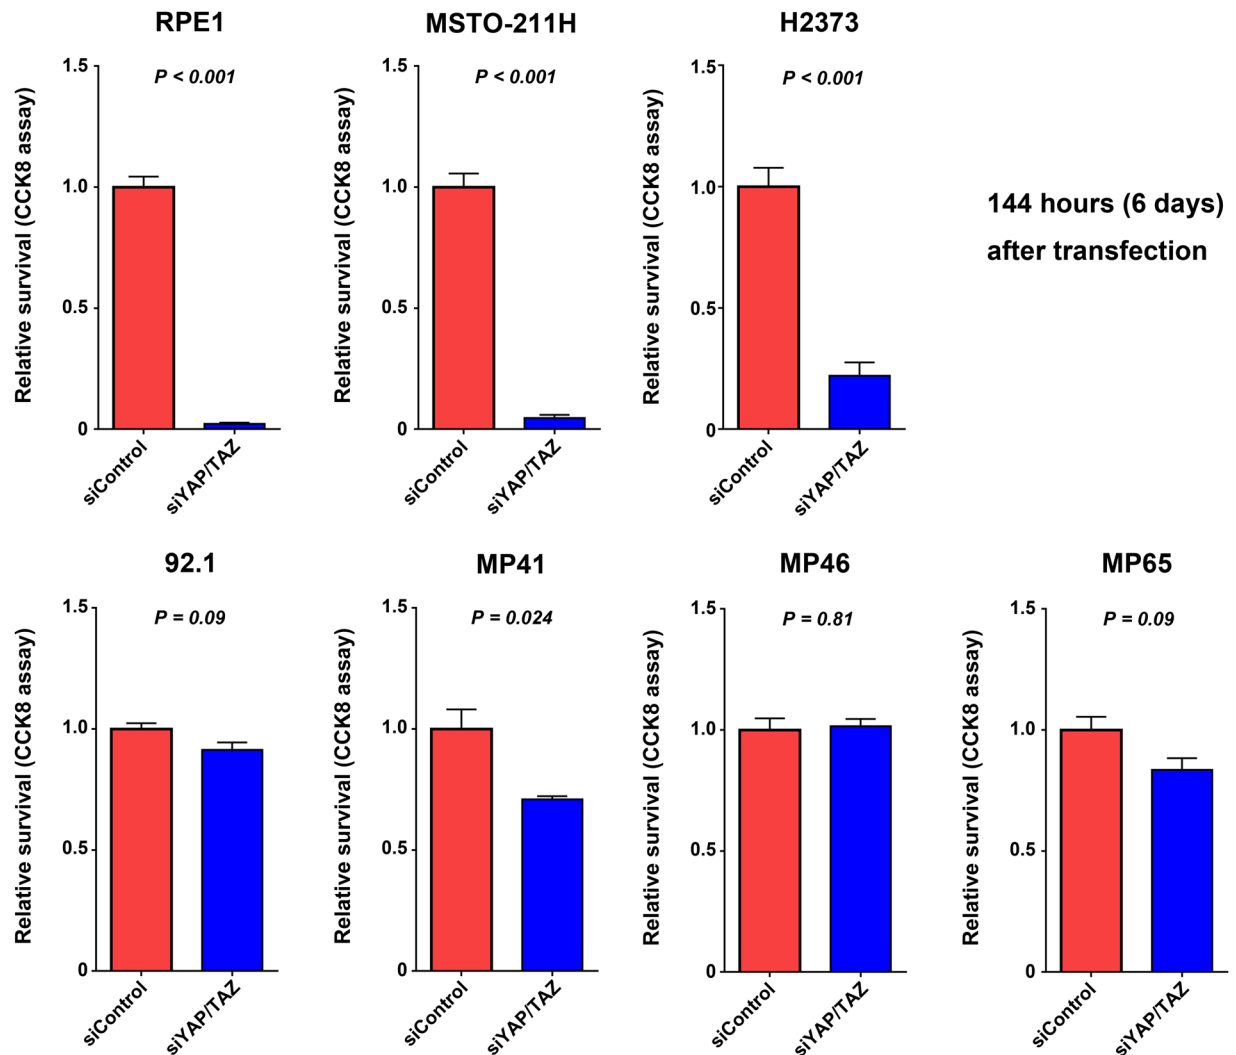 RPE1
P < 0.001
Relative survival (CCK8 assay)
1.5
1.0
0.5
0
siControl
siYAP/TAZ
MSTO-211H
P < 0.001
Relative survival (CCK8 assay)
1.5
1.0
0.5
0
siControl
siYAP/TAZ
H2373
P < 0.001
Relative survival (CCK8 assay)
1.5
1.0
0.5
0
siControl
siYAP/TAZ
144 hours (6 days)
after transfection
92.1
P = 0.09
Relative survival (CCK8 assay)
1.5
1.0
0.5
0
siControl
siYAP/TAZ
MP41
P = 0.024
Relative survival (CCK8 assay)
1.5
1.0
0.5
0
siControl
siYAP/TAZ
MP46
P = 0.81
Relative survival (CCK8 assay)
1.5
1.0
0.5
0
siControl
siYAP/TAZ
MP65
P = 0.09
Relative survival (CCK8 assay)
1.5
1.0
0.5
0
siControl
siYAP/TAZ